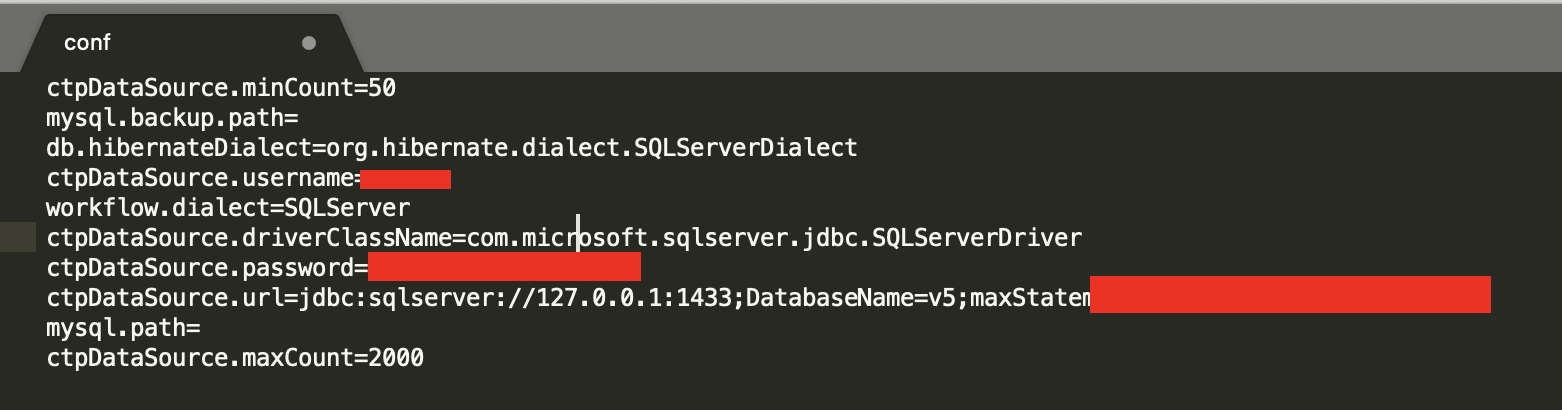 conf
ctpDataSource.minCount=50
mysql.backup.path=
db.hibernateDialect=org.hibernate.dialect.SQLServerDialect
ctpDataSource.username=
workflow.dialect=SQLServer
ctpDataSource.driverClassName=com.microsoft.sqlserver.jdbc.SQLServerDriver
ctpDataSource.password=
ctpDataSource.url=jdbc:sqlserver://127.0.0.1:1433;DatabaseName=v5;maxStatem
mysql.path=
ctpDataSource.maxCount=2000